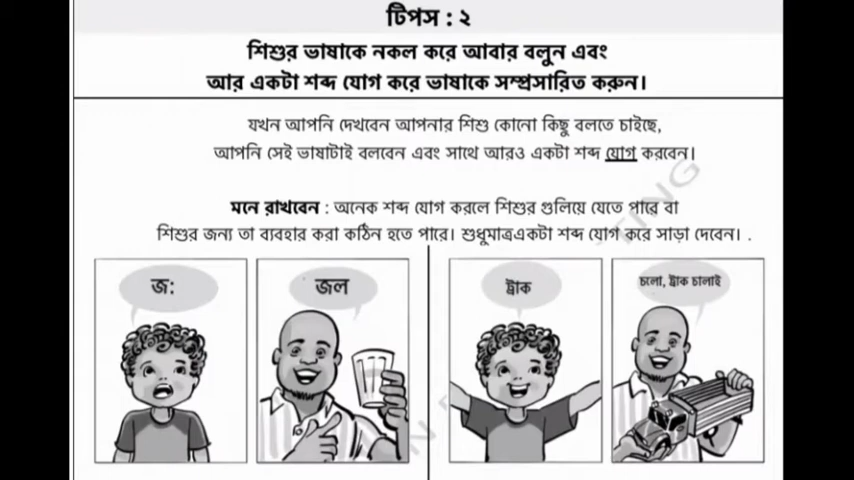 টিপস : ২
শিশুর ভাষাকে নকল করে আবার বলুন এবং
আর একটা শব্দ যোগ করে ভাষাকে সম্প্রসারিত করুন।
যখন আপনি দেখবেন আপনার শিশু কোনো কিছু বলতে চাইছে,
আপনি সেই ভাষাটাই বলবেন এবং সাথে আরও একটা শব্দ যোগ করবেন।
মনে রাখবেন : অনেক শব্দ যোগ করলে শিশুর গুলিয়ে যেতে পারে বা
শিশুর জন্য তা ব্যবহার করা কঠিন হতে পারে। শুধুমাত্রএকটা শব্দ যোগ করে সাড়া দেবেন। .
জ:
জল
ট্রাক
চলো, ট্রাক চালাই